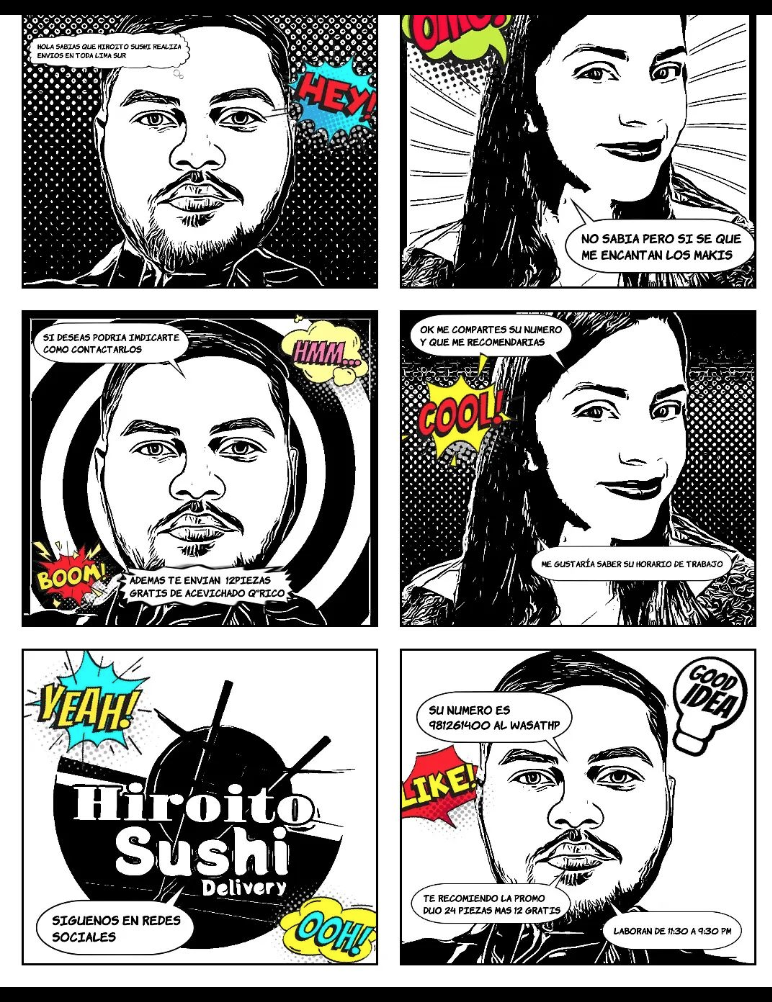 HOLA SABIAS QUE HIROITO SUSHI REALIZA
ENVIOS EN TODA LIMA SUR
HEY!
OMG!
NO SABIA PERO SI SE QUE
ME ENCANTAN LOS MAKIS
SI DESEAS PODRIA IMDICARTE
COMO CONTACTARLOS
HMM...
BOOM!
ADEMAS TE ENVIAN 12PIEZAS
GRATIS DE ACEVICHADO Q"RICO
OK ME COMPARTES SU NUMERO
Y QUE ME RECOMENDARIAS
COOL!
ME GUSTARÍA SABER SU HORARIO DE TRABAJO
YEAH!
Hiroito
Sushi
Delivery
SIGUENOS EN REDES
SOCIALES
OOH!
GOOD
IDEA
SU NUMERO ES
981261400 AL WASATHP
LIKE!
TE RECOMIENDO LA PROMO
DUO 24 PIEZAS MAS 12 GRATIS
LABORAN DE 11:30 A 9:30 PM